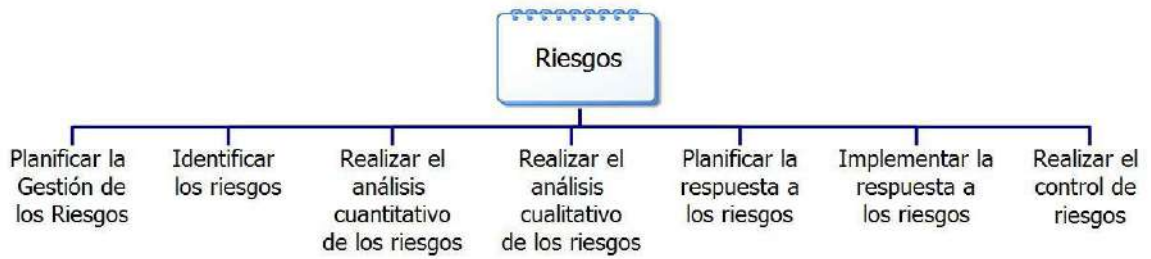 Riesgos
Planificar la
Gestión de
los Riesgos
Identificar
los riesgos
Realizar el
análisis
cuantitativo
de los riesgos
Realizar el
análisis
cualitativo
de los riesgos
Planificar la
respuesta a
los riesgos
Implementar la
respuesta a
los riesgos
Realizar el
control de
riesgos